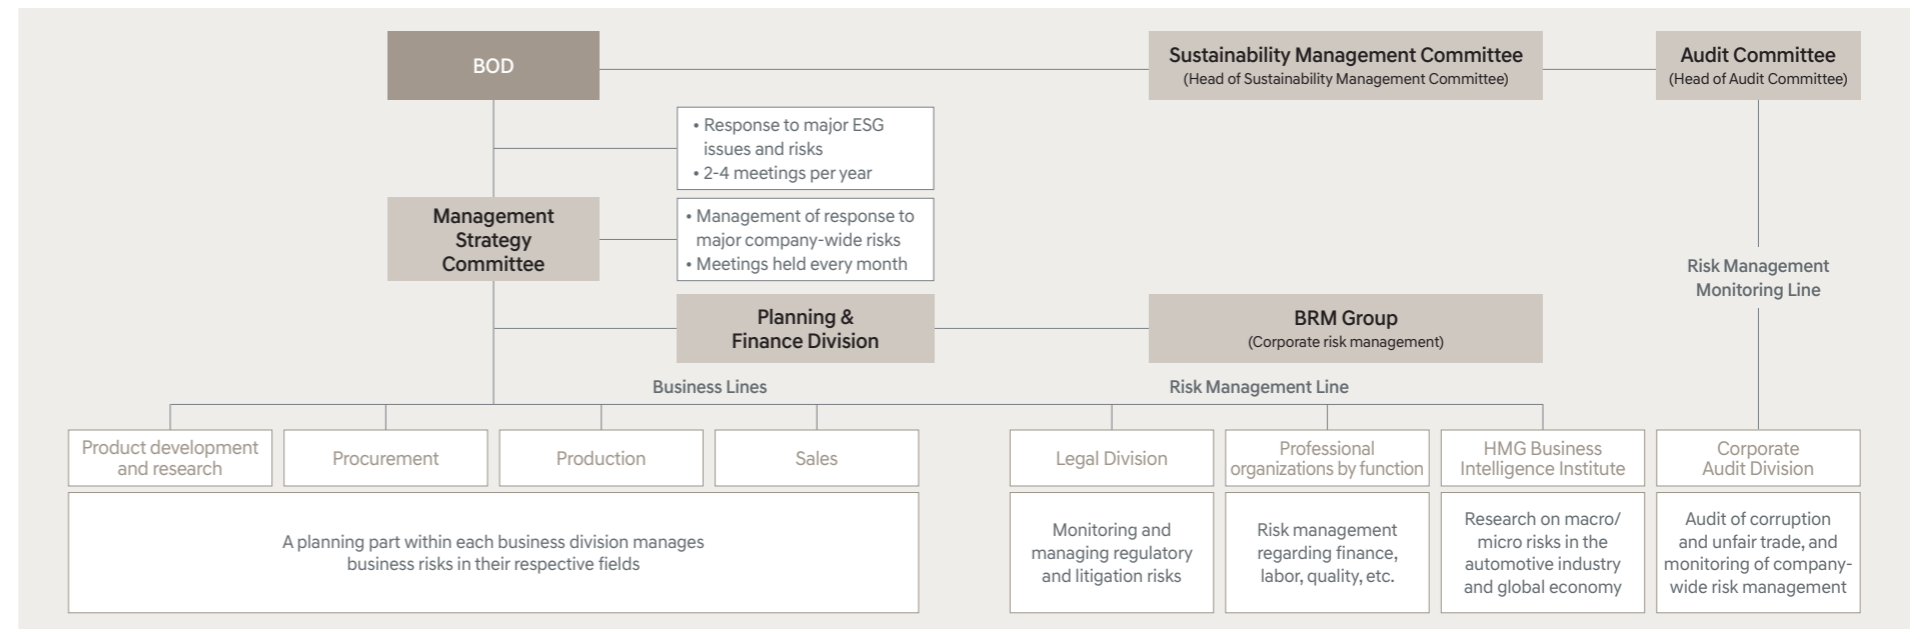 BOD
Sustainability Management Committee
(Head of Sustainability Management Committee)
Audit Committee
(Head of Audit Committee)
• Response to major ESG
issues and risks
• 2-4 meetings per year
Management
Strategy
Committee
• Management of response to
major company-wide risks
• Meetings held every month
Risk Management
Monitoring Line
Planning &
Finance Division
BRM Group
(Corporate risk management)
Business Lines
Risk Management Line
Product development
and research
Procurement
Production
Sales
Legal Division
Professional
organizations by function
HMG Business
Intelligence Institute
Corporate
Audit Division
A planning part within each business division manages
business risks in their respective fields
Monitoring and
managing regulatory
and litigation risks
Risk management
regarding finance,
labor, quality, etc.
Research on macro/
micro risks in the
automotive industry
and global economy
Audit of corruption
and unfair trade, and
monitoring of company-
wide risk management